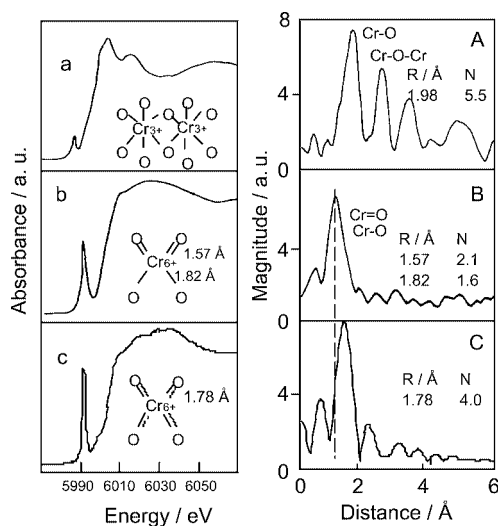 Absorbance / a. u.
a
O O O O
Cr3+ Cr3+
O O O O
O O
b
O O
1.57 Å
Cr6+
1.82 Å
O O
c
O O
Cr6+ 1.78 Å
O O
5990 6010 6030 6050
Energy / eV
Magnitude / a. u.
8
4
0
A
Cr-O
Cr-O-Cr
R / Å N
1.98 5.5
8
4
B
Cr=O
Cr-O
R / Å N
1.57 2.1
1.82 1.6
C
R / Å N
1.78 4.0
4
0
0 2 4 6
Distance / Å